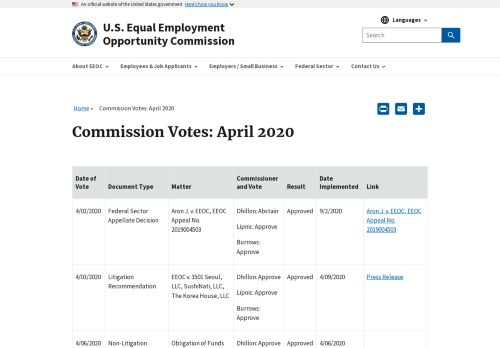 An official website of the United States government Here's how you know
U.S. Equal Employment
Opportunity Commission
Languages
Search
About EEOC
Employees & Job Applicants
Employers / Small Business
Federal Sector
Contact Us
Home » Commission Votes: April 2020
Commission Votes: April 2020
Date of Vote Document Type Matter Commissioner and Vote Result Date Implemented Link
4/02/2020 Federal Sector Appellate Decision Aron J. v. EEOC, EEOC Appeal No. 2019004503 Dhillon: Abstain Lipnic: Approve Burrows: Approve Approved 9/2/2020 Aron J. v. EEOC, EEOC Appeal No. 2019004503
4/03/2020 Litigation Recommendation EEOC v. 3501 Seoul, LLC, SushiNati, LLC, The Korea House, LLC Dhillon: Approve Lipnic: Approve Burrows: Approve Approved 4/09/2020 Press Release
4/06/2020 Non-Litigation Obligation of Funds Dhillon: Approve Approved 4/06/2020